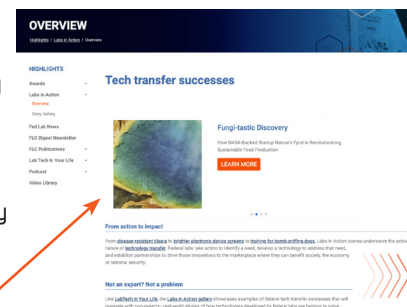 OVERVIEW
Highlights / Labs in Action / Overview
HIGHLIGHTS
Awards
Labs in Action
Overview
Story Gallery
Fed Lab News
FLC Digest Newsletter
FLC Publications
Lab Tech In Your Life
Podcast
Video Library
Tech transfer successes
Fungi-tastic Discovery
How NASA-Backed Startup Nature's Fynd is Revolutionizing
Sustainable Food Production
LEARN MORE
From action to impact
From disease-resistant tilapia to brighter electronic device screens to training for bomb-sniffing dogs, Labs in Action stories underscore the active
nature of technology transfer. Federal labs take action to identify a need, develop a technology to address that need,
and establish partnerships to drive those innovations to the marketplace where they can benefit society, the economy
or national security.
Not an expert? Not a problem
Like LabTech in Your Life, the Labs in Action gallery showcases examples of federal tech transfer successes that will